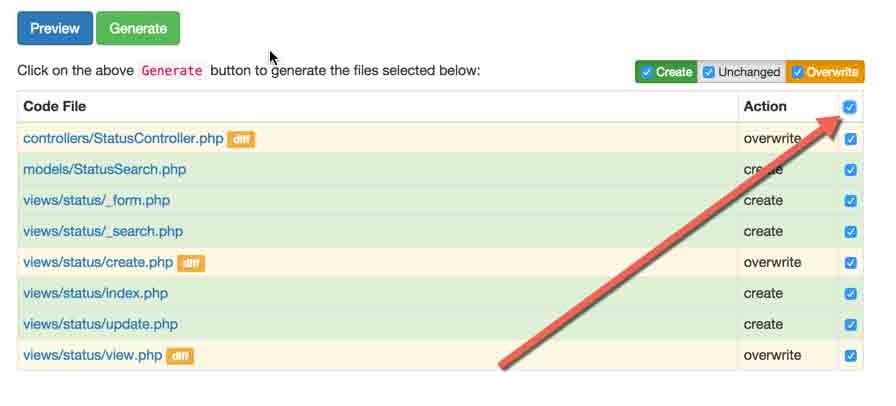 Preview Generate
Click on the above Generate button to generate the files selected below:
Create Unchanged Overwrite
Code File Action
controllers/StatusController.php diff overwrite
models/StatusSearch.php create
views/status/_form.php create
views/status/_search.php create
views/status/create.php diff overwrite
views/status/index.php create
views/status/update.php create
views/status/view.php diff overwrite